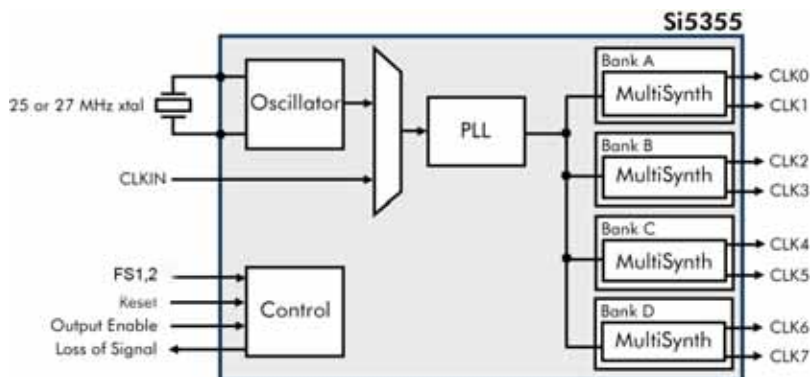 Si5355
25 or 27 MHz xtal
Oscillator
CLKIN
PLL
Bank A
MultiSynth
CLK0
CLK1
Bank B
MultiSynth
CLK2
CLK3
Bank C
MultiSynth
CLK4
CLK5
Bank D
MultiSynth
CLK6
CLK7
FS1,2
Reset
Output Enable
Loss of Signal
Control